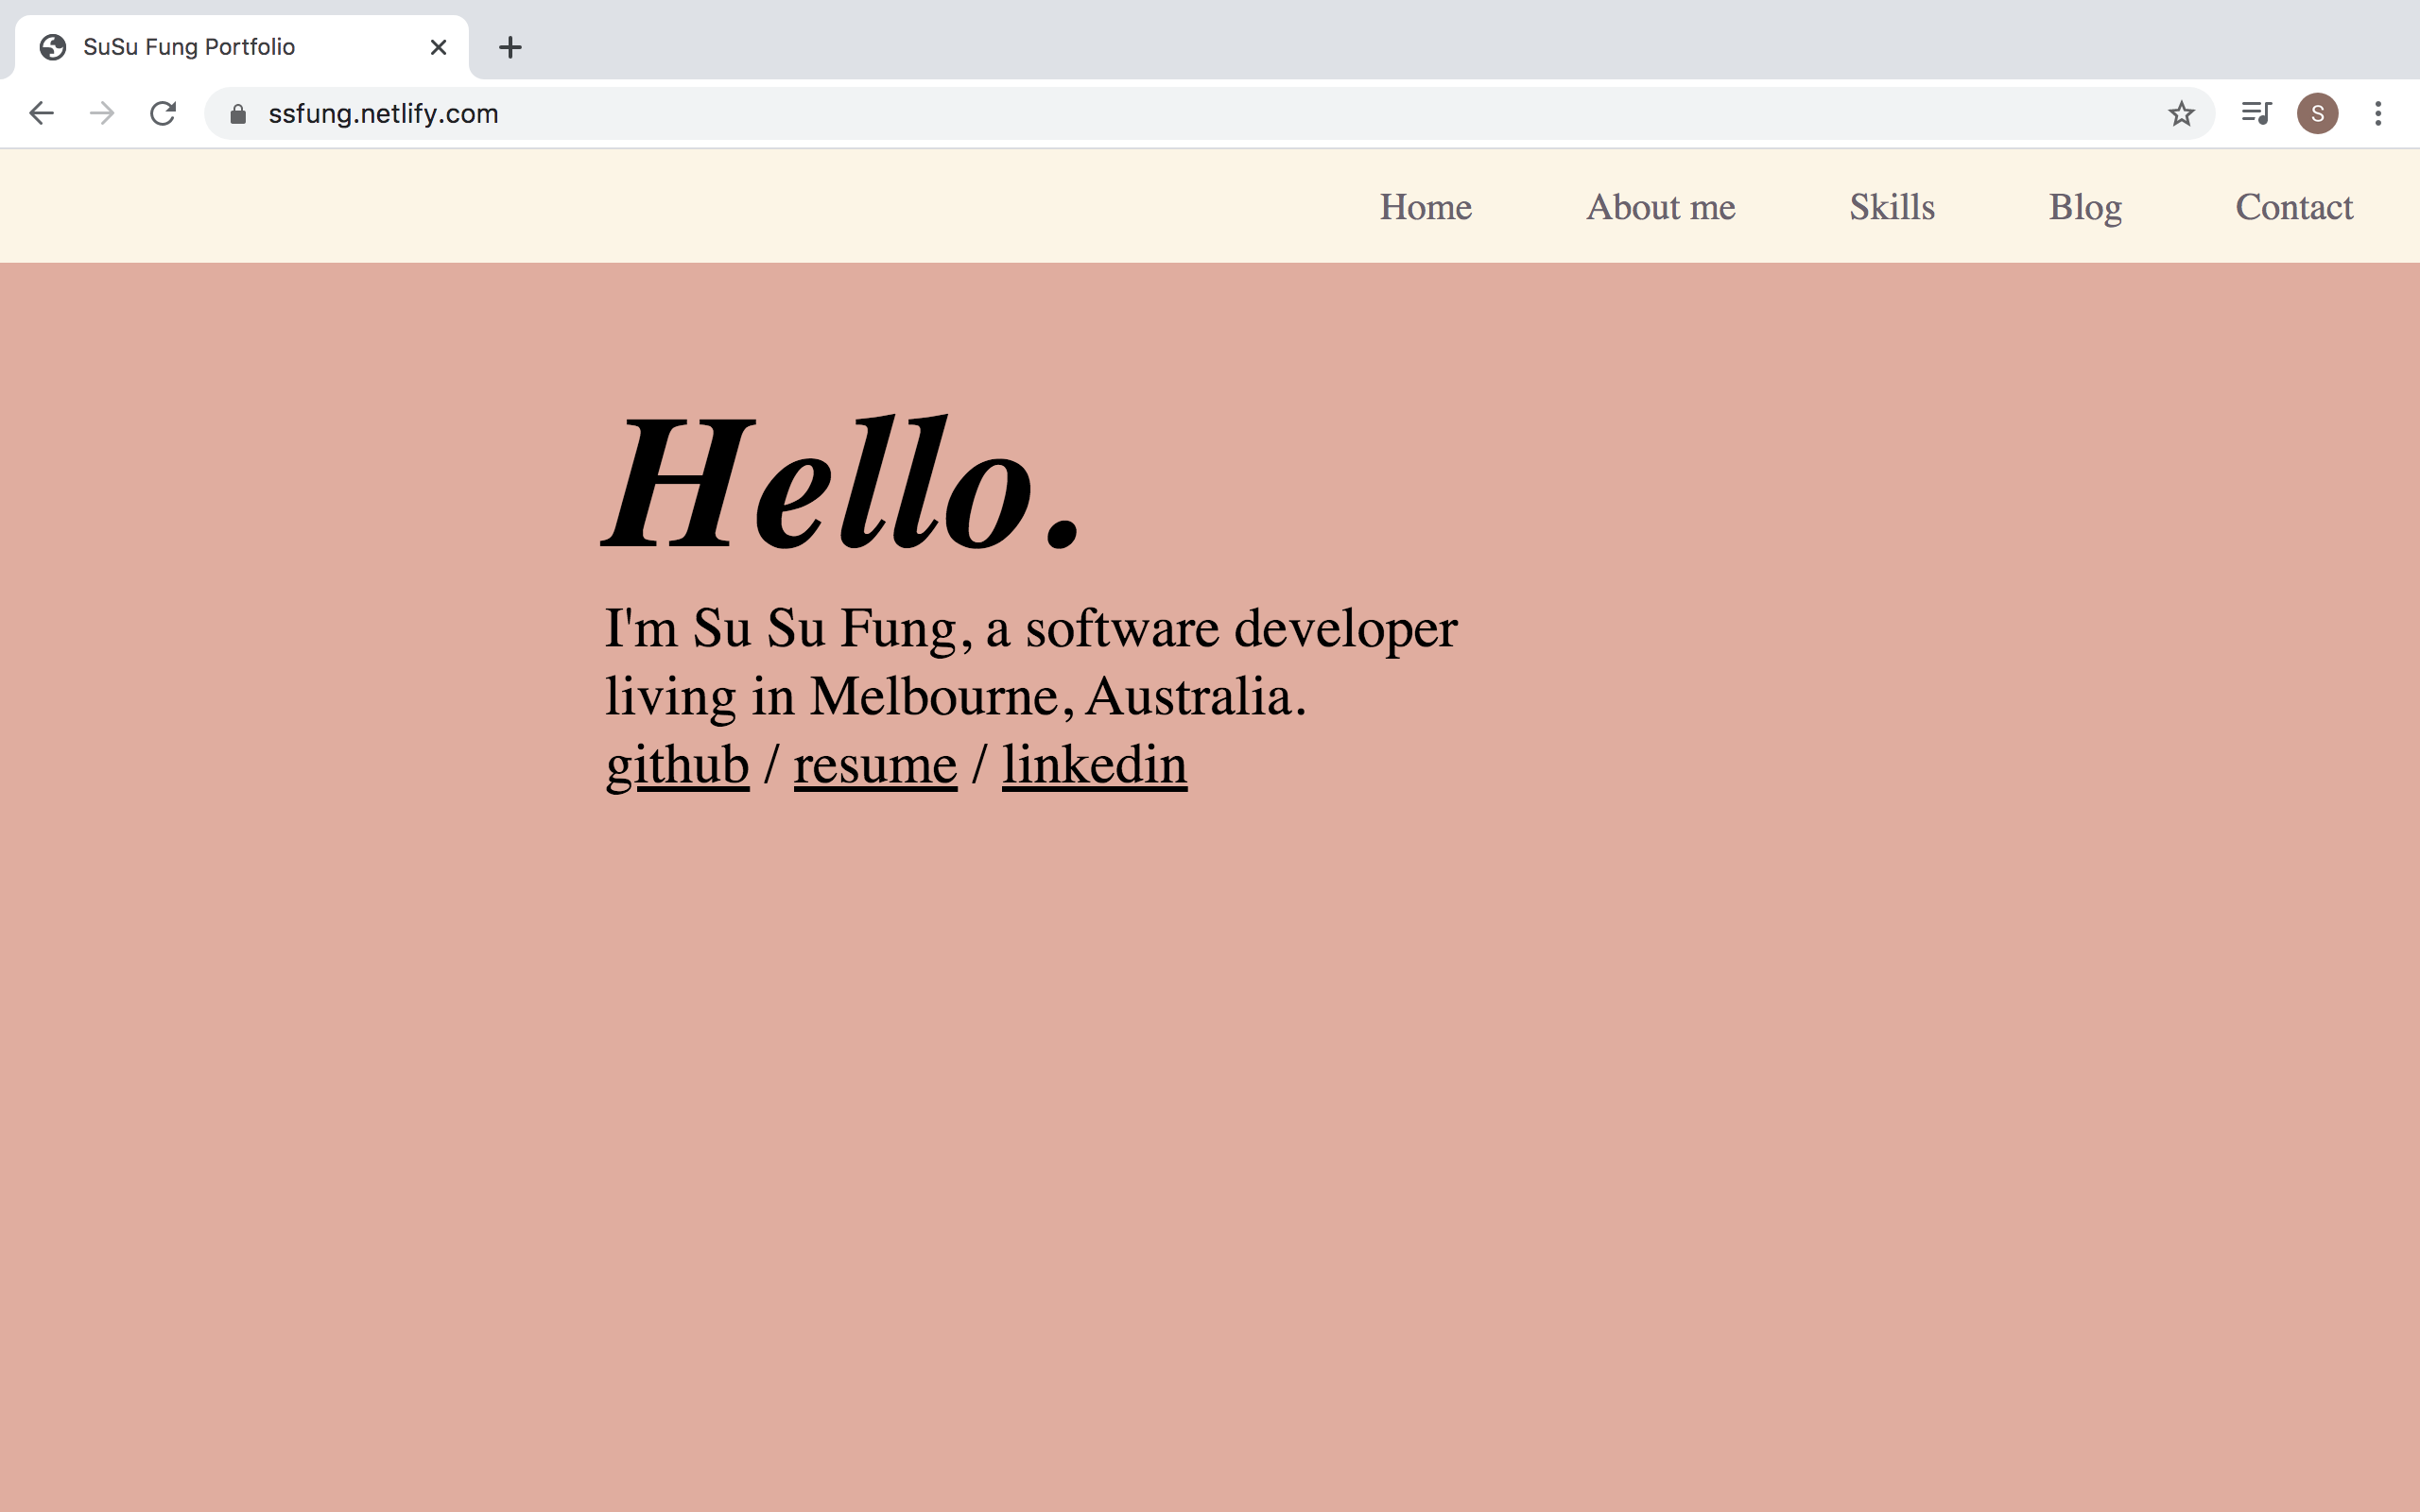 SuSu Fung Portfolio
ssfung.netlify.com
S
Home About me Skills Blog Contact
Hello.
I'm Su Su Fung, a software developer
living in Melbourne, Australia.
github / resume / linkedin